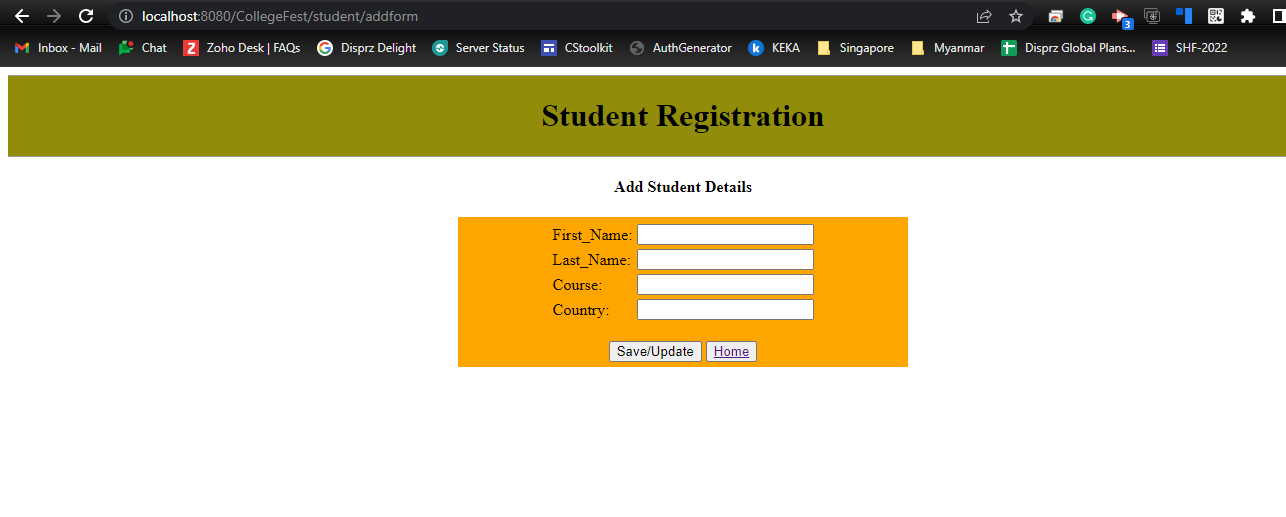 localhost:8080/CollegeFest/student/addform
3
Inbox - Mail Chat Zoho Desk | FAQs Disprz Delight Server Status CStoolkit AuthGenerator KEKA Singapore Myanmar Disprz Global Plans... SHF-2022
Student Registration
Add Student Details
First_Name:
Last_Name:
Course:
Country:
Save/Update Home